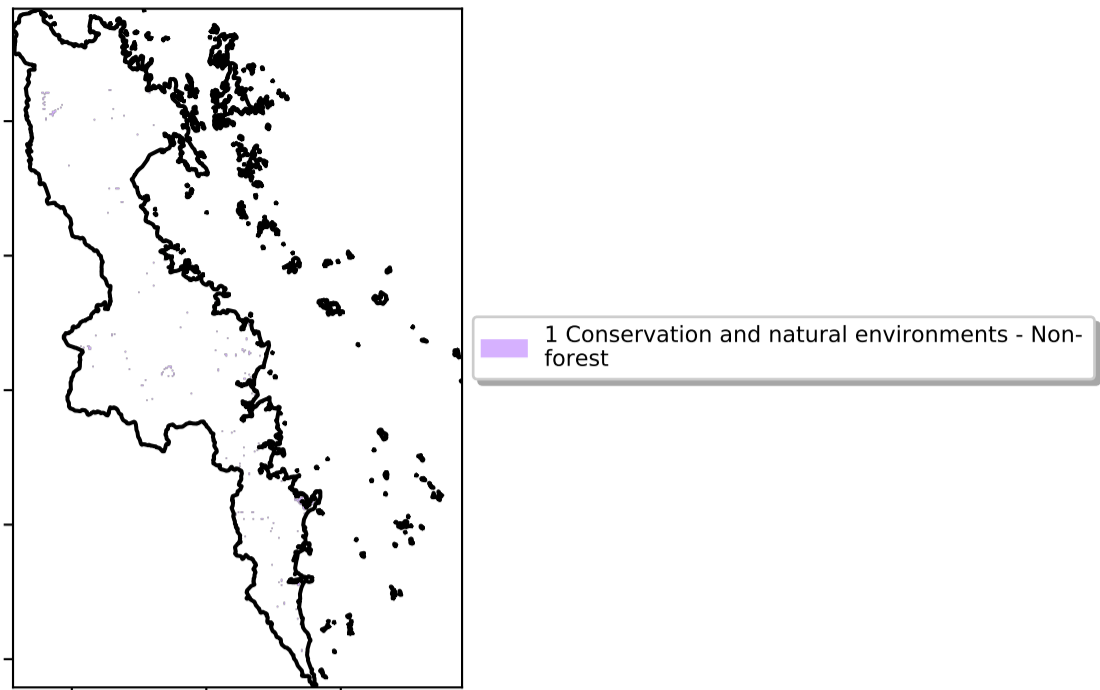 1 Conservation and natural environments - Non-
forest